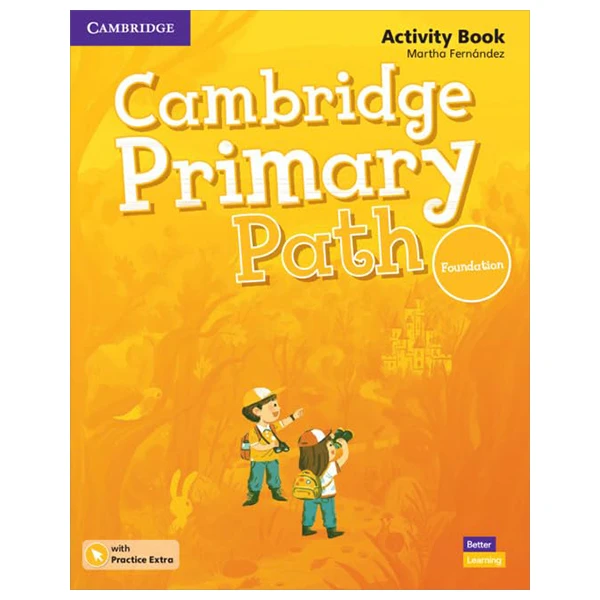 CAMBRIDGE
Activity Book
Martha Fernández
Cambridge
Primary
Path
Foundation
with
Practice Extra
Better
Learning